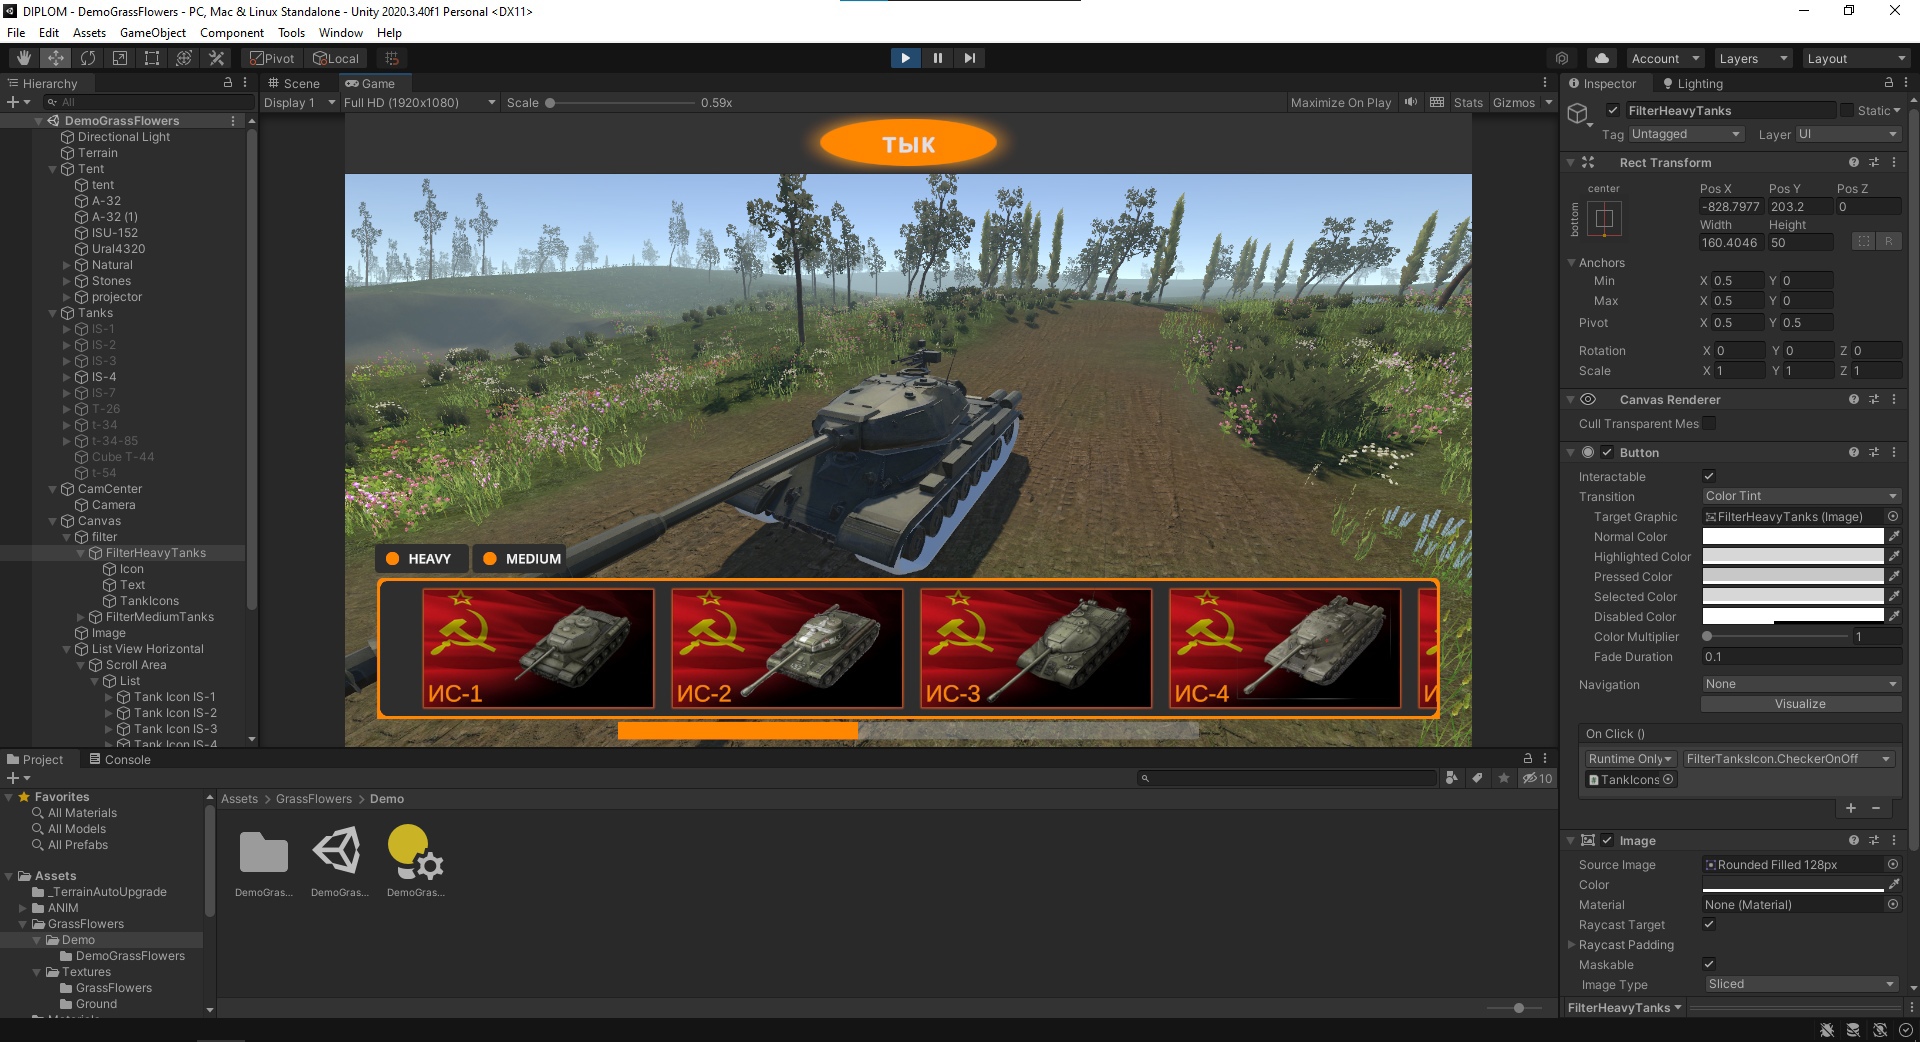 DIPLOM - DemoGrassFlowers - PC, Mac & Linux Standalone - Unity 2020.3.40f1 Personal <DX11>
File Edit Assets GameObject Component Tools Window Help
Pivot Local Account Layers Layout
Hierarchy
All
DemoGrassFlowers
Directional Light
Terrain
Tent
tent
A-32
A-32 (1)
ISU-152
Ural4320
Natural
Stones
projector
Tanks
IS-1
IS-2
IS-3
IS-4
IS-7
T-26
t-34
t-34-85
Cube T-44
t-54
CamCenter
Camera
Canvas
filter
FilterHeavyTanks
Icon
Text
TankIcons
FilterMediumTanks
Image
List View Horizontal
Scroll Area
List
Tank Icon IS-1
Tank Icon IS-2
Tank Icon IS-3
Tank Icon IS-4
Scene Game
Display 1 Full HD (1920x1080) Scale 0.59x Maximize On Play Stats Gizmos
ТЫК
HEAVY MEDIUM
ИС-1 ИС-2 ИС-3 ИС-4 И
Inspector Lighting
FilterHeavyTanks Static
Tag Untagged Layer UI
Rect Transform
center
bottom
Pos X Pos Y Pos Z
-828.7977 203.2 0
Width Height
160.4046 50 R
Anchors
Min X 0.5 Y 0
Max X 0.5 Y 0
Pivot X 0.5 Y 0.5
Rotation X 0 Y 0 Z 0
Scale X 1 Y 1 Z 1
Canvas Renderer
Cull Transparent Mes
Button
Interactable
Transition Color Tint
Target Graphic FilterHeavyTanks (Image)
Normal Color
Highlighted Color
Pressed Color
Selected Color
Disabled Color
Color Multiplier 1
Fade Duration 0.1
Navigation None
Visualize
On Click ()
Runtime Only FilterTanksIcon.CheckerOnOff
TankIcons
Image
Source Image Rounded Filled 128px
Color
Material None (Material)
Raycast Target
Raycast Padding
Maskable
Image Type Sliced
FilterHeavyTanks
Project Console
10
Favorites
All Materials
All Models
All Prefabs
Assets
_TerrainAutoUpgrade
ANIM
GrassFlowers
Demo
DemoGrassFlowers
Textures
GrassFlowers
Ground
Assets > GrassFlowers > Demo
DemoGras... DemoGras... DemoGras...